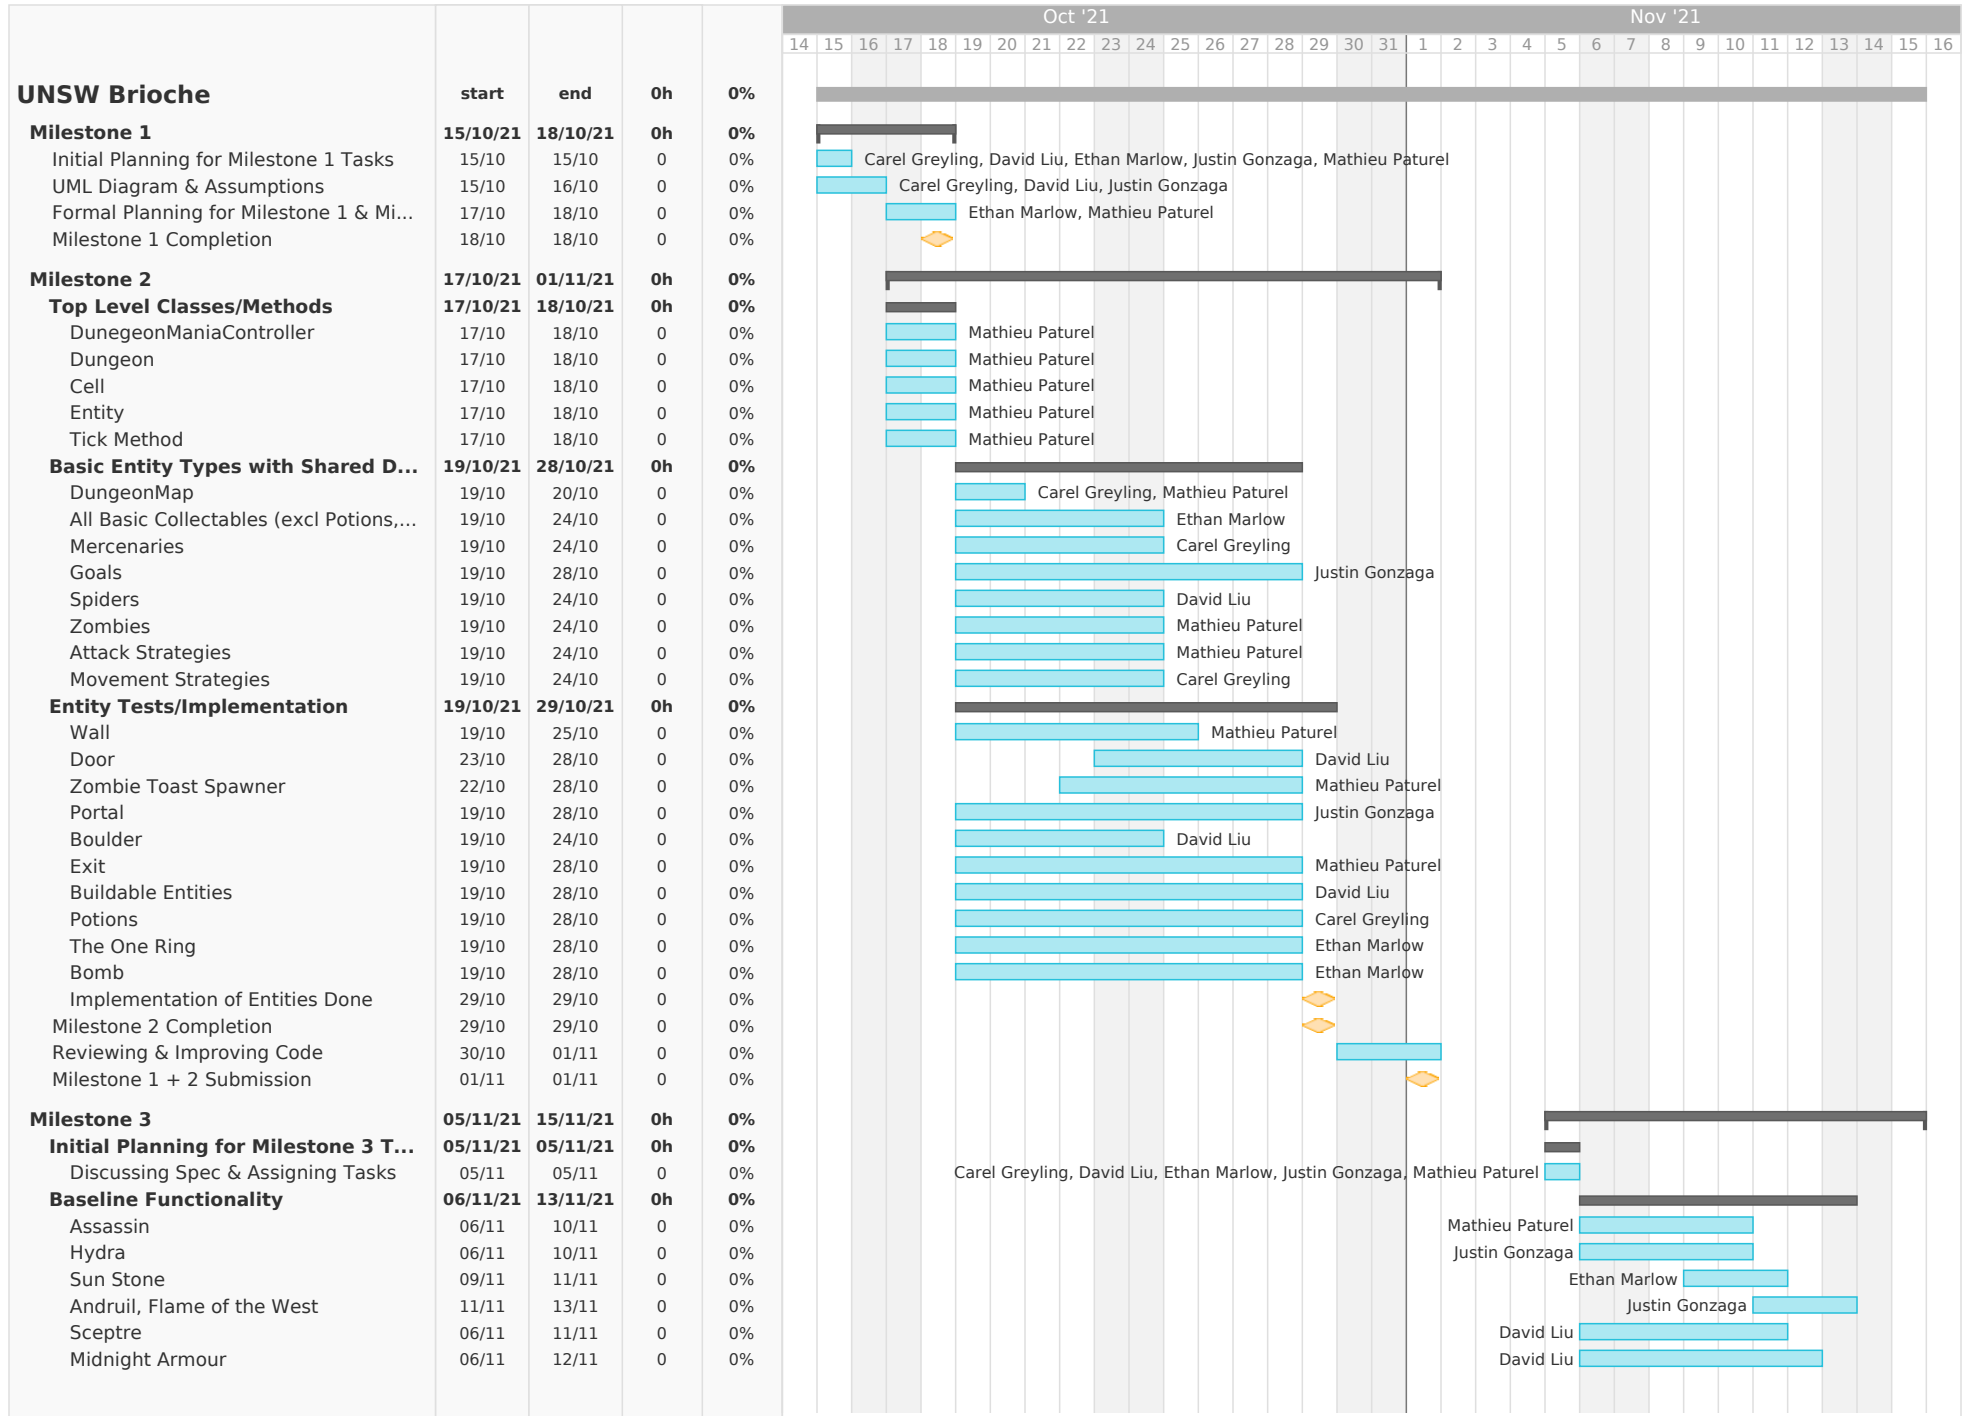 Oct '21 Nov '21
14 15 16 17 18 19 20 21 22 23 24 25 26 27 28 29 30 31 1 2 3 4 5 6 7 8 9 10 11 12 13 14 15 16
UNSW Brioche start end 0h 0%
Milestone 1 15/10/21 18/10/21 0h 0%
Initial Planning for Milestone 1 Tasks 15/10 15/10 0 0% Carel Greyling, David Liu, Ethan Marlow, Justin Gonzaga, Mathieu Paturel
UML Diagram & Assumptions 15/10 16/10 0 0% Carel Greyling, David Liu, Justin Gonzaga
Formal Planning for Milestone 1 & Mi... 17/10 18/10 0 0% Ethan Marlow, Mathieu Paturel
Milestone 1 Completion 18/10 18/10 0 0%
Milestone 2 17/10/21 01/11/21 0h 0%
Top Level Classes/Methods 17/10/21 18/10/21 0h 0%
DunegeonManiaController 17/10 18/10 0 0% Mathieu Paturel
Dungeon 17/10 18/10 0 0% Mathieu Paturel
Cell 17/10 18/10 0 0% Mathieu Paturel
Entity 17/10 18/10 0 0% Mathieu Paturel
Tick Method 17/10 18/10 0 0% Mathieu Paturel
Basic Entity Types with Shared D... 19/10/21 28/10/21 0h 0%
DungeonMap 19/10 20/10 0 0% Carel Greyling, Mathieu Paturel
All Basic Collectables (excl Potions,... 19/10 24/10 0 0% Ethan Marlow
Mercenaries 19/10 24/10 0 0% Carel Greyling
Goals 19/10 28/10 0 0% Justin Gonzaga
Spiders 19/10 24/10 0 0% David Liu
Zombies 19/10 24/10 0 0% Mathieu Paturel
Attack Strategies 19/10 24/10 0 0% Mathieu Paturel
Movement Strategies 19/10 24/10 0 0% Carel Greyling
Entity Tests/Implementation 19/10/21 29/10/21 0h 0%
Wall 19/10 25/10 0 0% Mathieu Paturel
Door 23/10 28/10 0 0% David Liu
Zombie Toast Spawner 22/10 28/10 0 0% Mathieu Paturel
Portal 19/10 28/10 0 0% Justin Gonzaga
Boulder 19/10 24/10 0 0% David Liu
Exit 19/10 28/10 0 0% Mathieu Paturel
Buildable Entities 19/10 28/10 0 0% David Liu
Potions 19/10 28/10 0 0% Carel Greyling
The One Ring 19/10 28/10 0 0% Ethan Marlow
Bomb 19/10 28/10 0 0% Ethan Marlow
Implementation of Entities Done 29/10 29/10 0 0%
Milestone 2 Completion 29/10 29/10 0 0%
Reviewing & Improving Code 30/10 01/11 0 0%
Milestone 1 + 2 Submission 01/11 01/11 0 0%
Milestone 3 05/11/21 15/11/21 0h 0%
Initial Planning for Milestone 3 T... 05/11/21 05/11/21 0h 0%
Discussing Spec & Assigning Tasks 05/11 05/11 0 0% Carel Greyling, David Liu, Ethan Marlow, Justin Gonzaga, Mathieu Paturel
Baseline Functionality 06/11/21 13/11/21 0h 0%
Assassin 06/11 10/11 0 0% Mathieu Paturel
Hydra 06/11 10/11 0 0% Justin Gonzaga
Sun Stone 09/11 11/11 0 0% Ethan Marlow
Andruil, Flame of the West 11/11 13/11 0 0% Justin Gonzaga
Sceptre 06/11 11/11 0 0% David Liu
Midnight Armour 06/11 12/11 0 0% David Liu